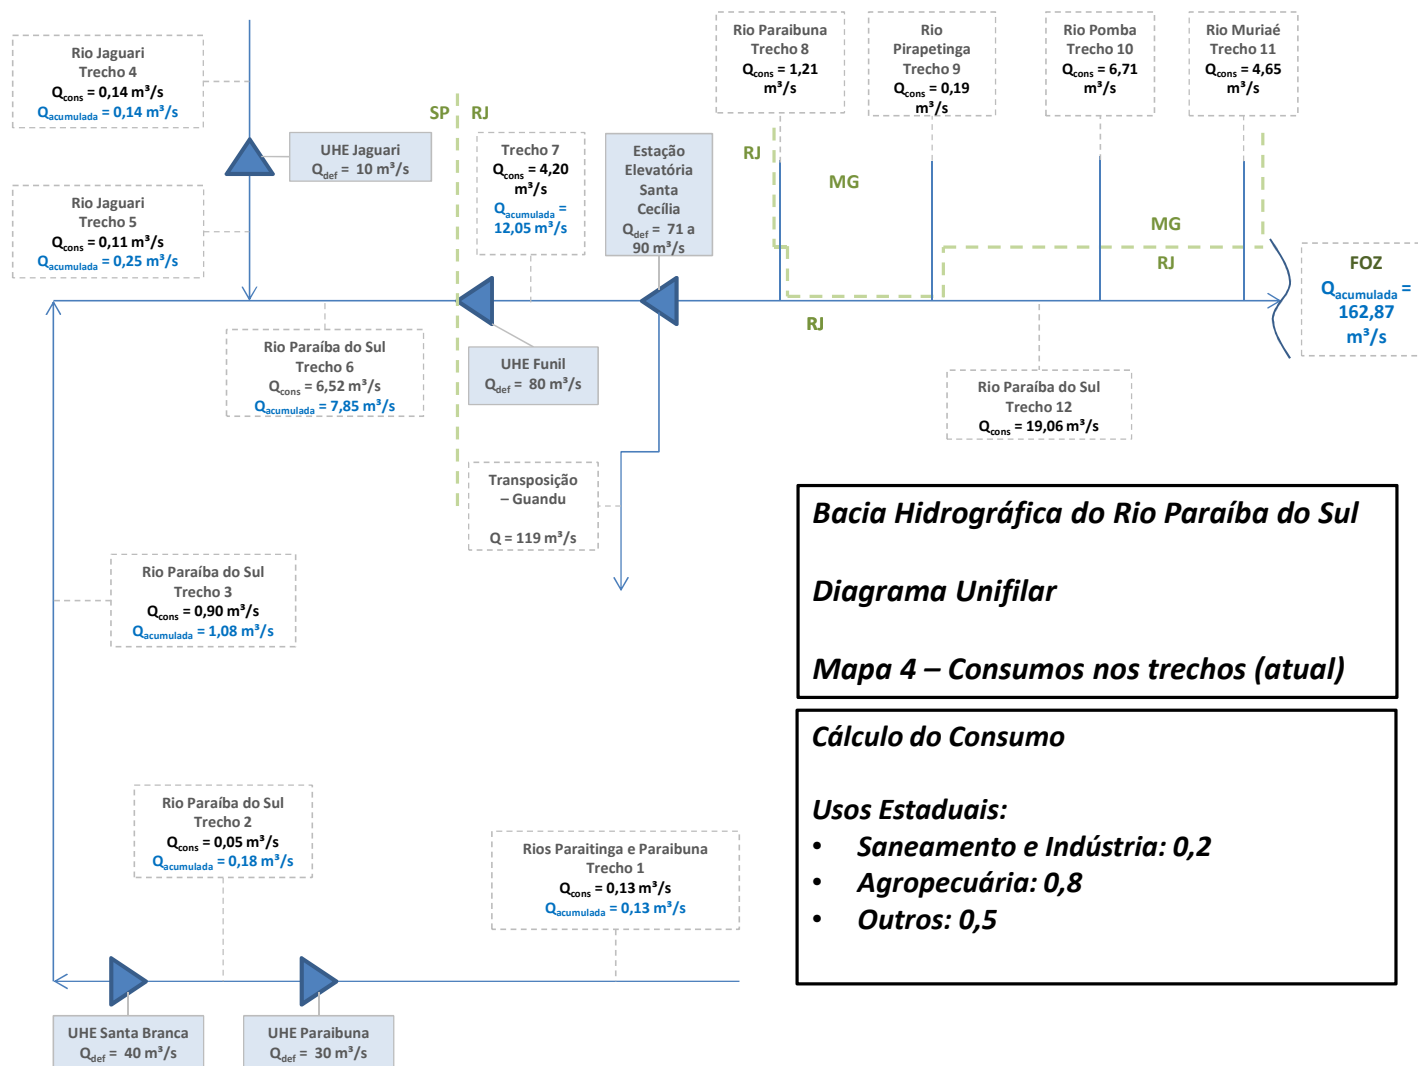 Rio Jaguari
Trecho 4
Qcons = 0,14 m³/s
Qacumulada = 0,14 m³/s
UHE Jaguari
Qdef = 10 m³/s
Rio Jaguari
Trecho 5
Qcons = 0,11 m³/s
Qacumulada = 0,25 m³/s
SP
RJ
Trecho 7
Qcons = 4,20
m³/s
Qacumulada =
12,05 m³/s
Estação
Elevatória
Santa
Cecília
Qdef = 71 a
90 m³/s
Rio Paraibuna
Trecho 8
Qcons = 1,21
m³/s
Rio
Pirapetinga
Trecho 9
Qcons = 0,19
m³/s
Rio Pomba
Trecho 10
Qcons = 6,71
m³/s
Rio Muriaé
Trecho 11
Qcons = 4,65
m³/s
RJ
MG
MG
RJ
RJ
FOZ
Qacumulada =
162,87
m³/s
Rio Paraíba do Sul
Trecho 6
Qcons = 6,52 m³/s
Qacumulada = 7,85 m³/s
UHE Funil
Qdef = 80 m³/s
Rio Paraíba do Sul
Trecho 12
Qcons = 19,06 m³/s
Transposição
– Guandu
Q = 119 m³/s
Rio Paraíba do Sul
Trecho 3
Qcons = 0,90 m³/s
Qacumulada = 1,08 m³/s
Bacia Hidrográfica do Rio Paraíba do Sul
Diagrama Unifilar
Mapa 4 – Consumos nos trechos (atual)
Cálculo do Consumo
Usos Estaduais:
• Saneamento e Indústria: 0,2
• Agropecuária: 0,8
• Outros: 0,5
Rio Paraíba do Sul
Trecho 2
Qcons = 0,05 m³/s
Qacumulada = 0,18 m³/s
Rios Paraitinga e Paraibuna
Trecho 1
Qcons = 0,13 m³/s
Qacumulada = 0,13 m³/s
UHE Santa Branca
Qdef = 40 m³/s
UHE Paraibuna
Qdef = 30 m³/s